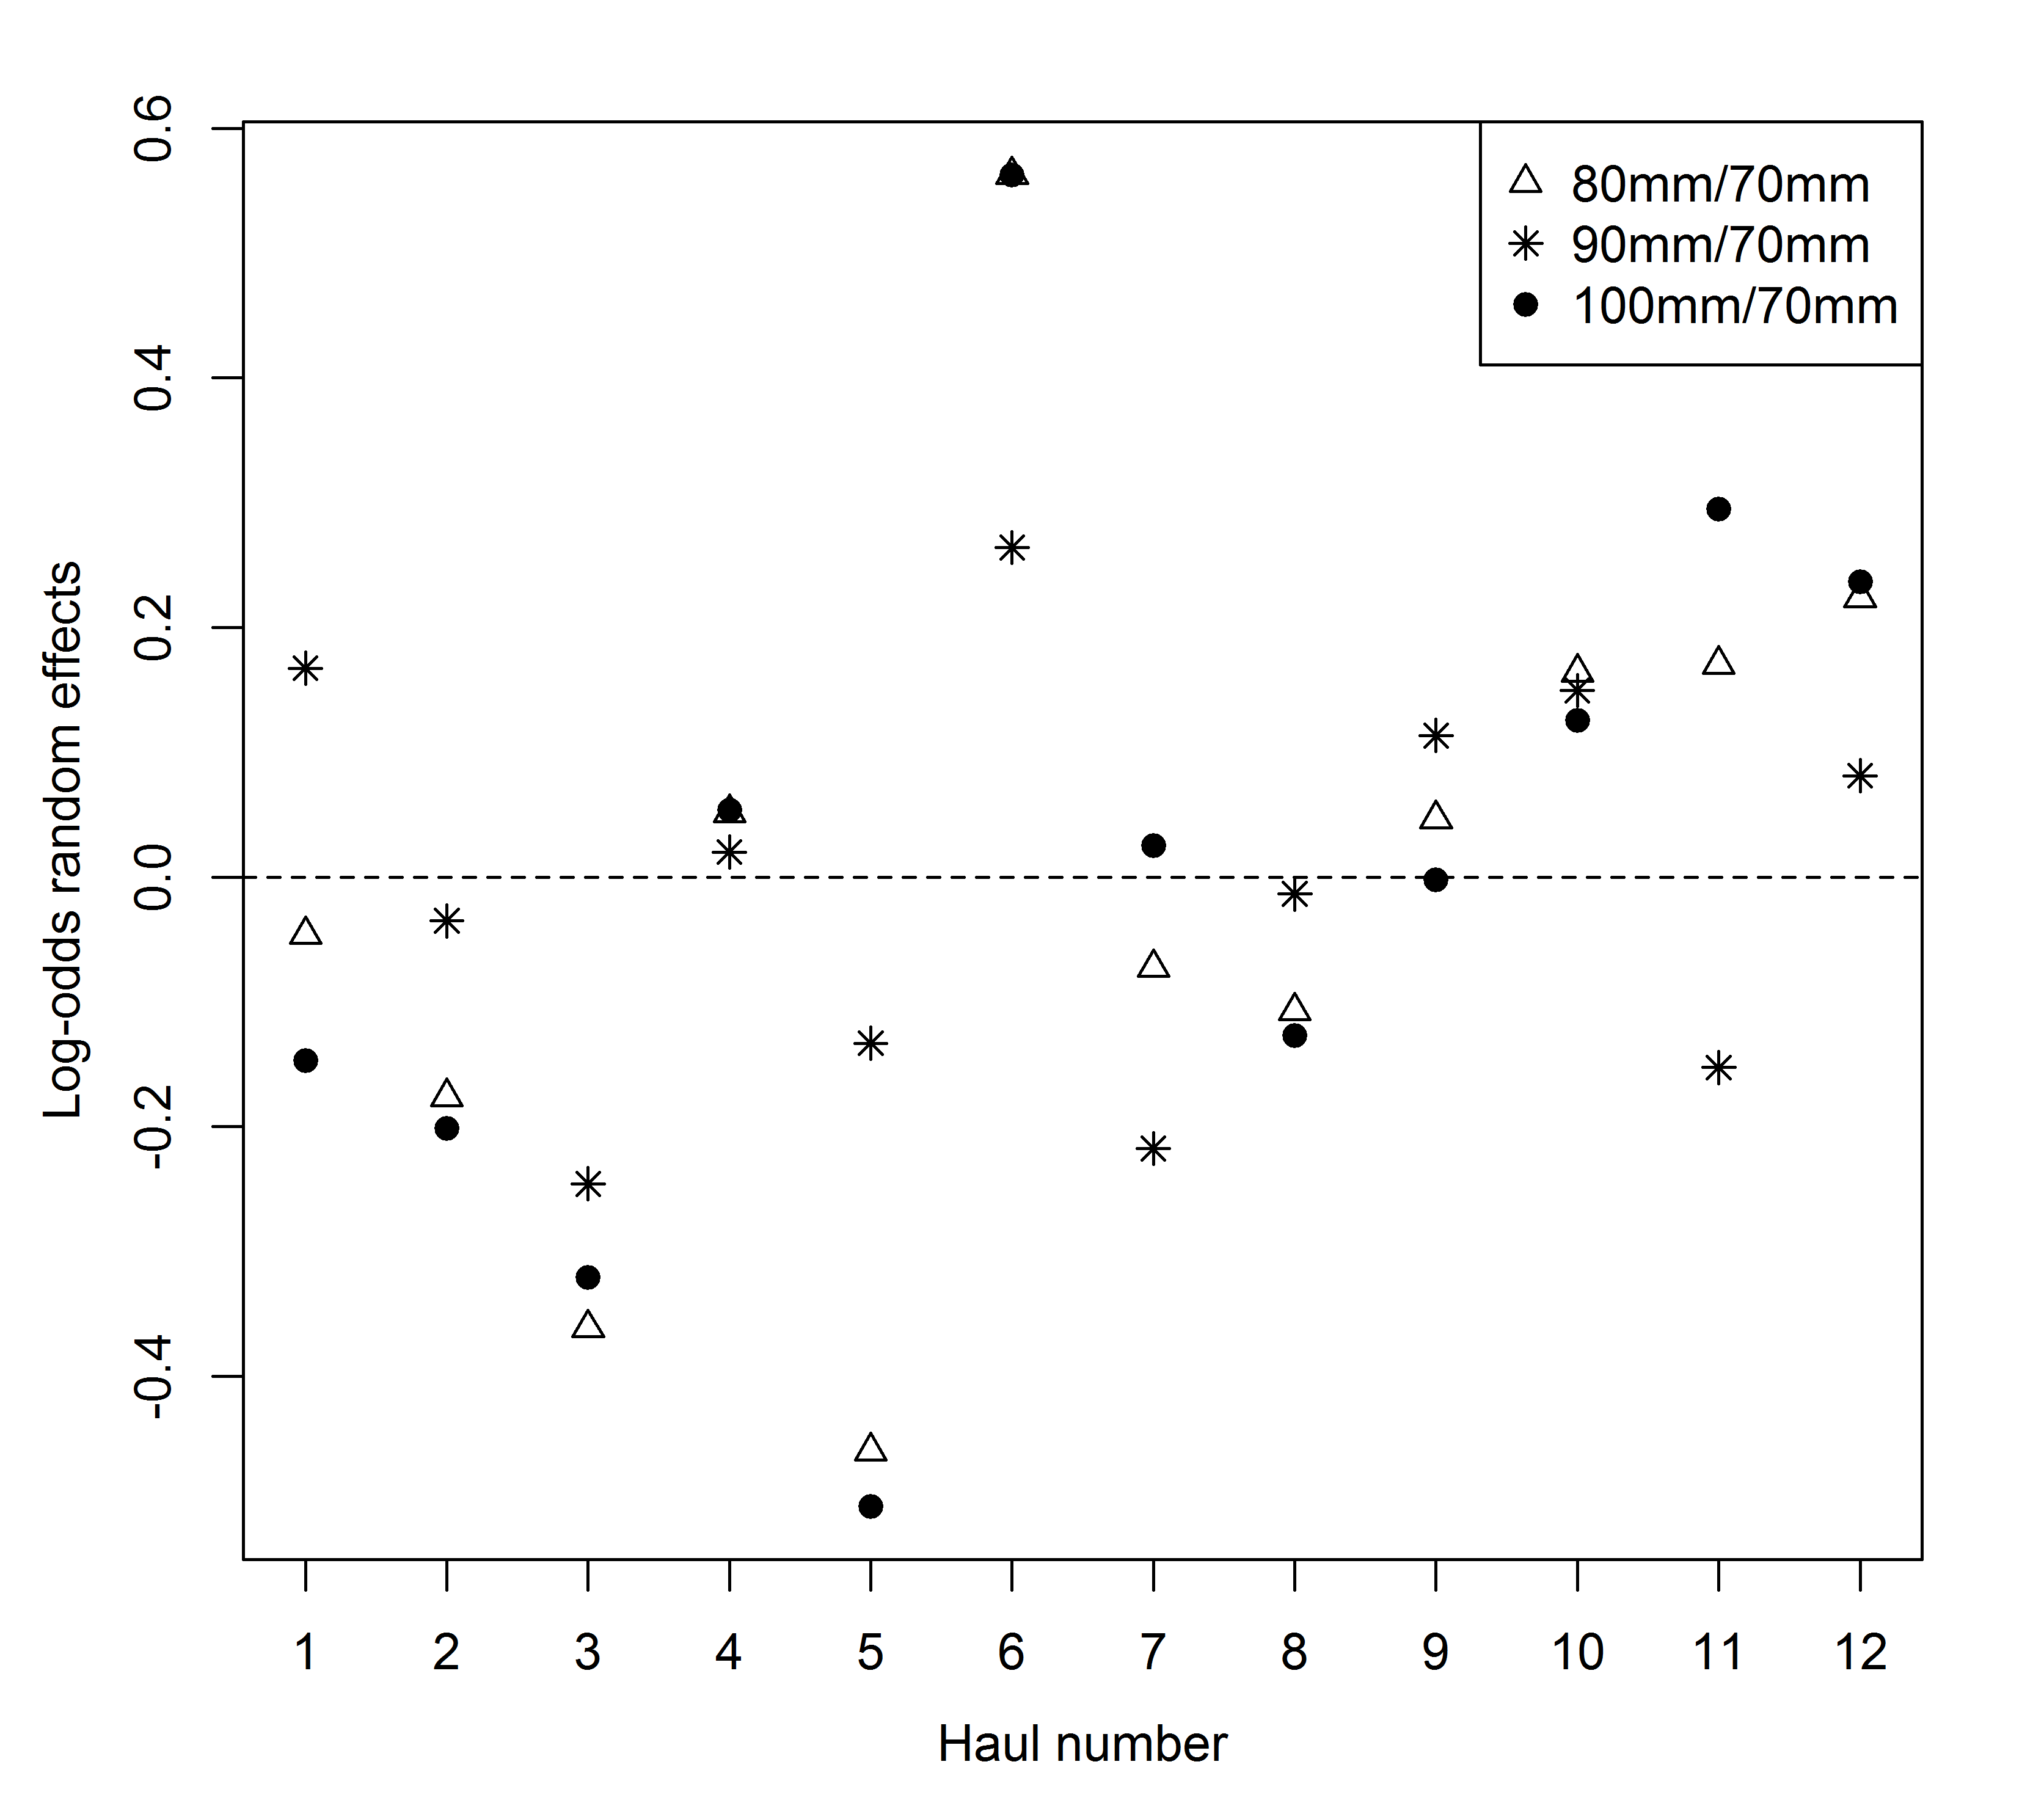 80mm/70mm
90mm/70mm
100mm/70mm
Log-odds random effects
0.6
0.4
0.2
0.0
-0.2
-0.4
1 2 3 4 5 6 7 8 9 10 11 12
Haul number